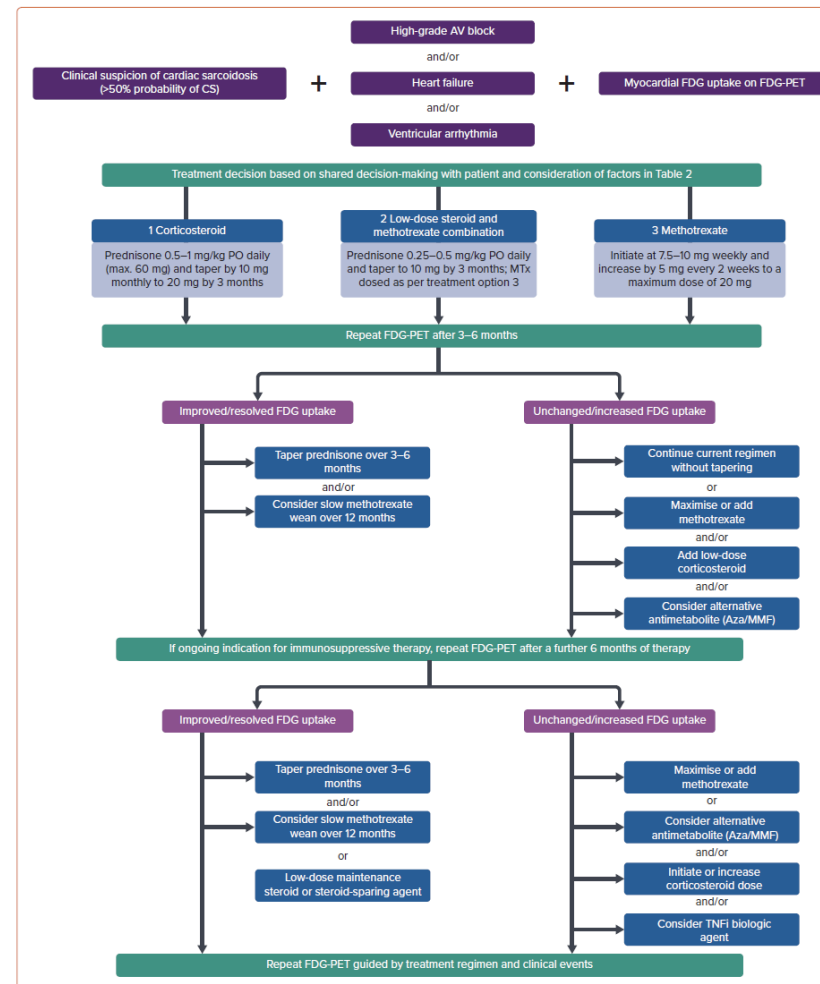 High-grade AV block
and/or
Clinical suspicion of cardiac sarcoidosis
(>50% probability of CS)
+
Heart failure
+
Myocardial FDG uptake on FDG-PET
and/or
Ventricular arrhythmia
Treatment decision based on shared decision-making with patient and consideration of factors in Table 2
1 Corticosteroid
Prednisone 0.5–1 mg/kg PO daily
(max. 60 mg) and taper by 10 mg
monthly to 20 mg by 3 months
2 Low-dose steroid and
methotrexate combination
Prednisone 0.25–0.5 mg/kg PO daily
and taper to 10 mg by 3 months; MTx
dosed as per treatment option 3
3 Methotrexate
Initiate at 7.5–10 mg weekly and
increase by 5 mg every 2 weeks to a
maximum dose of 20 mg
Repeat FDG-PET after 3–6 months
Improved/resolved FDG uptake
Taper prednisone over 3–6
months
and/or
Consider slow methotrexate
wean over 12 months
Unchanged/increased FDG uptake
Continue current regimen
without tapering
or
Maximise or add
methotrexate
and/or
Add low-dose
corticosteroid
and/or
Consider alternative
antimetabolite (Aza/MMF)
If ongoing indication for immunosuppressive therapy, repeat FDG-PET after a further 6 months of therapy
Improved/resolved FDG uptake
Taper prednisone over 3–6
months
and/or
Consider slow methotrexate
wean over 12 months
or
Low-dose maintenance
steroid or steroid-sparing agent
Unchanged/increased FDG uptake
Maximise or add
methotrexate
or
Consider alternative
antimetabolite (Aza/MMF)
and/or
Initiate or increase
corticosteroid dose
and/or
Consider TNFi biologic
agent
Repeat FDG-PET guided by treatment regimen and clinical events